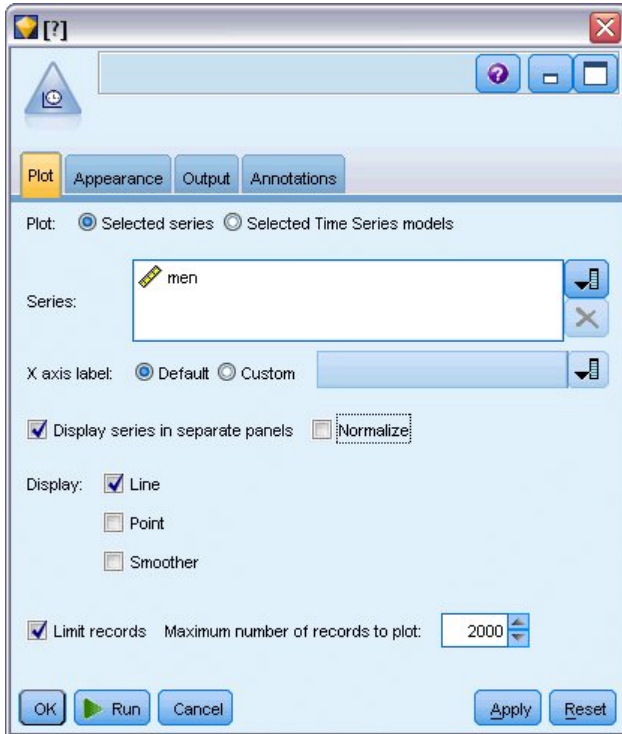 [?]
Plot Appearance Output Annotations
Plot: Selected series Selected Time Series models
Series: men
X axis label: Default Custom
Display series in separate panels Normalize
Display: Line
Point
Smoother
Limit records Maximum number of records to plot: 2000
OK Run Cancel Apply Reset